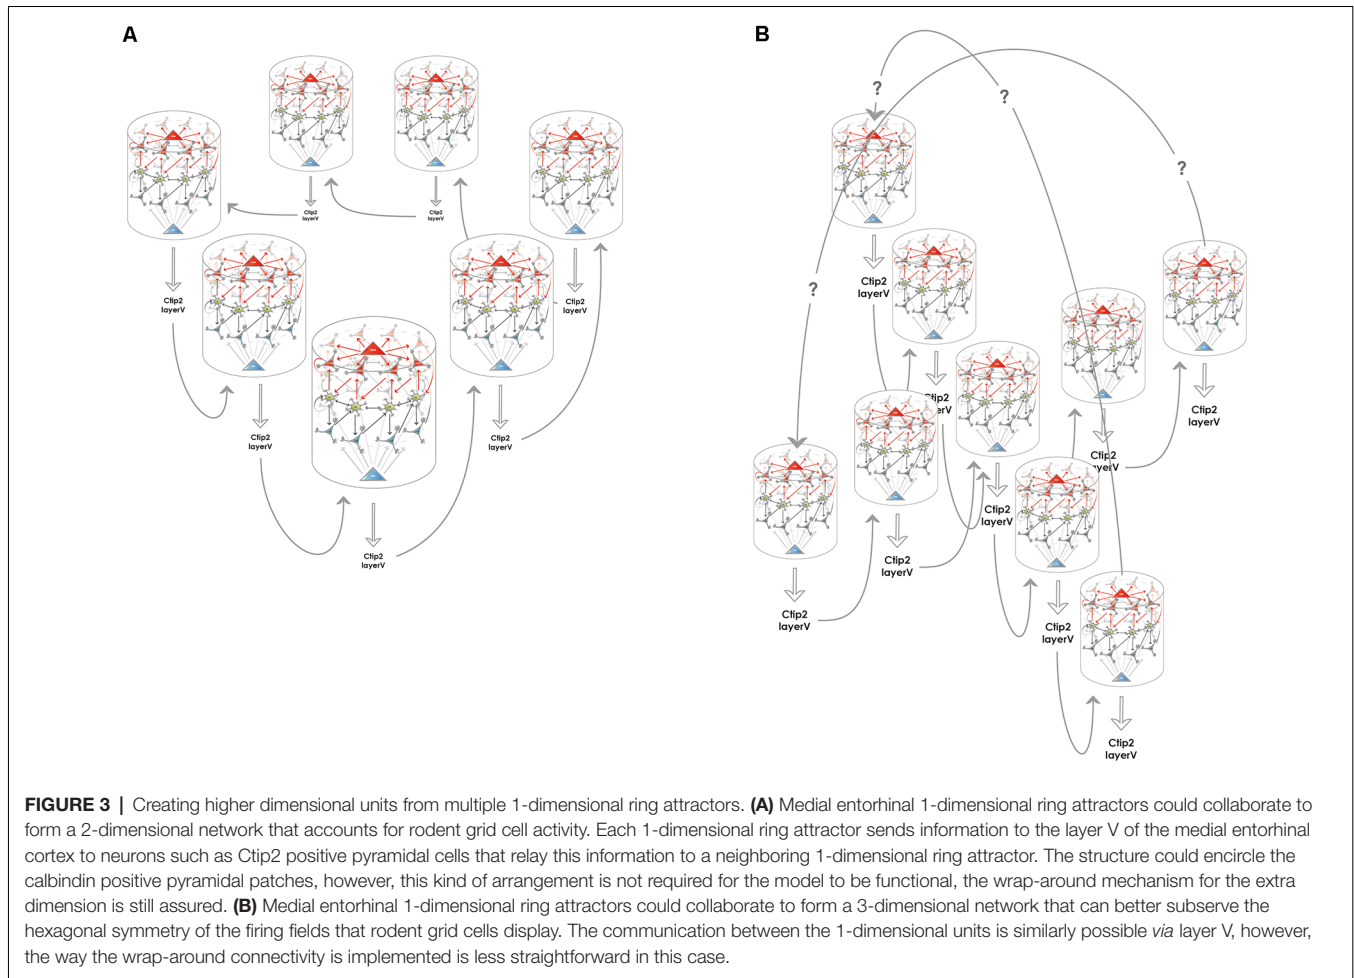 A
B
?
?
?
?
Ctip2
layerV
Ctip2
layerV
Ctip2
layerV
Ctip2
layerV
Ctip2
layerV
Ctip2
layerV
Ctip2
layerV
Ctip2
layerV
Ctip2
layerV
Ctip2
layerV
Ctip2
yerV
Ctip2
layerV
Ctip2
layerV
Ctip2
layerV
Ctip2
layerV
Ctip2
layerV
FIGURE 3 | Creating higher dimensional units from multiple 1-dimensional ring attractors. (A) Medial entorhinal 1-dimensional ring attractors could collaborate to
form a 2-dimensional network that accounts for rodent grid cell activity. Each 1-dimensional ring attractor sends information to the layer V of the medial entorhinal
cortex to neurons such as Ctip2 positive pyramidal cells that relay this information to a neighboring 1-dimensional ring attractor. The structure could encircle the
calbindin positive pyramidal patches, however, this kind of arrangement is not required for the model to be functional, the wrap-around mechanism for the extra
dimension is still assured. (B) Medial entorhinal 1-dimensional ring attractors could collaborate to form a 3-dimensional network that can better subserve the
hexagonal symmetry of the firing fields that rodent grid cells display. The communication between the 1-dimensional units is similarly possible via layer V, however,
the way the wrap-around connectivity is implemented is less straightforward in this case.